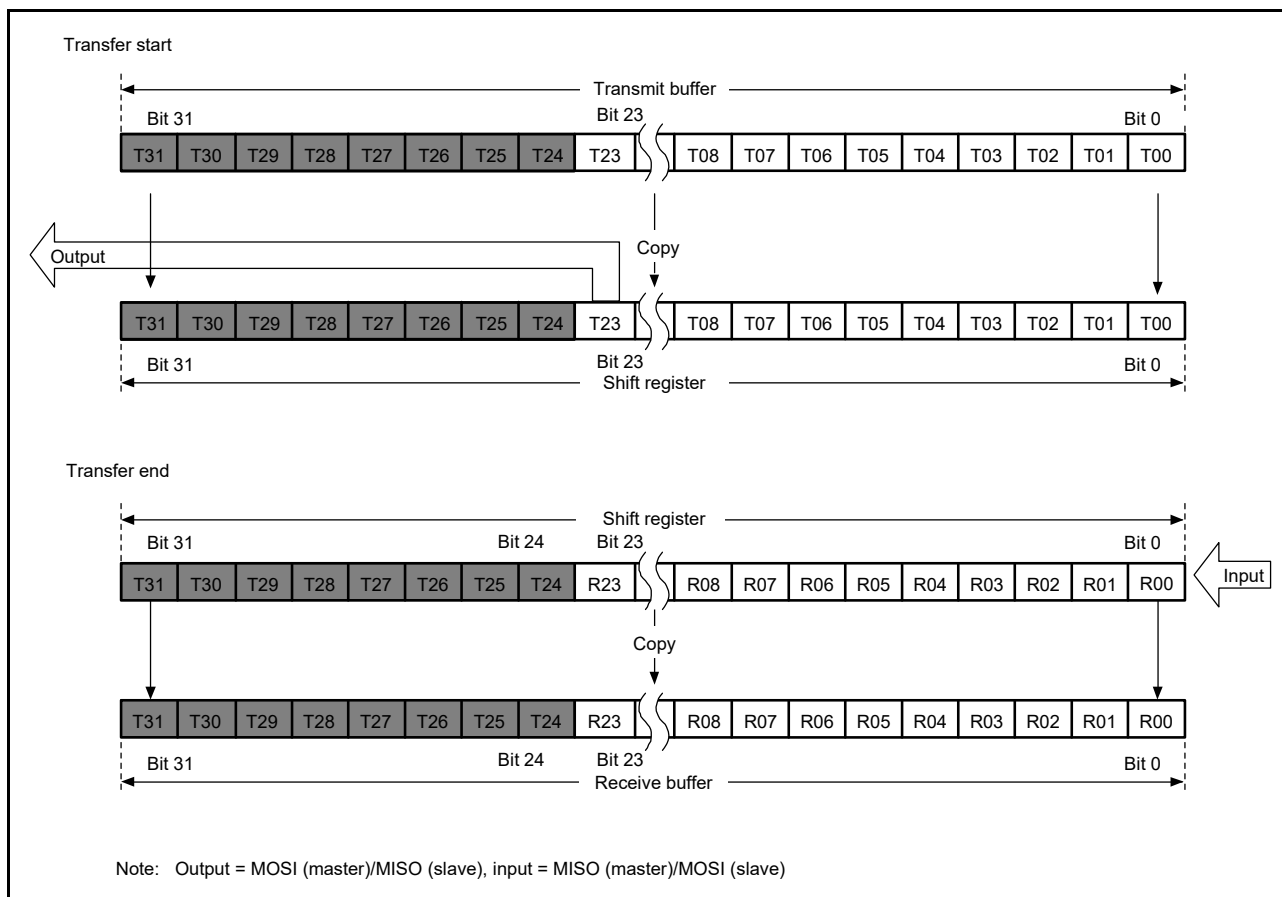 Transfer start
Transmit buffer
Bit 31 Bit 23 Bit 0
T31 T30 T29 T28 T27 T26 T25 T24 T23 T08 T07 T06 T05 T04 T03 T02 T01 T00
Copy
Output
T31 T30 T29 T28 T27 T26 T25 T24 T23 T08 T07 T06 T05 T04 T03 T02 T01 T00
Bit 31 Bit 23 Bit 0
Shift register
Transfer end
Shift register
Bit 31 Bit 24 Bit 23 Bit 0
T31 T30 T29 T28 T27 T26 T25 T24 R23 R08 R07 R06 R05 R04 R03 R02 R01 R00
Input
Copy
T31 T30 T29 T28 T27 T26 T25 T24 R23 R08 R07 R06 R05 R04 R03 R02 R01 R00
Bit 31 Bit 24 Bit 23 Bit 0
Receive buffer
Note: Output = MOSI (master)/MISO (slave), input = MISO (master)/MOSI (slave)